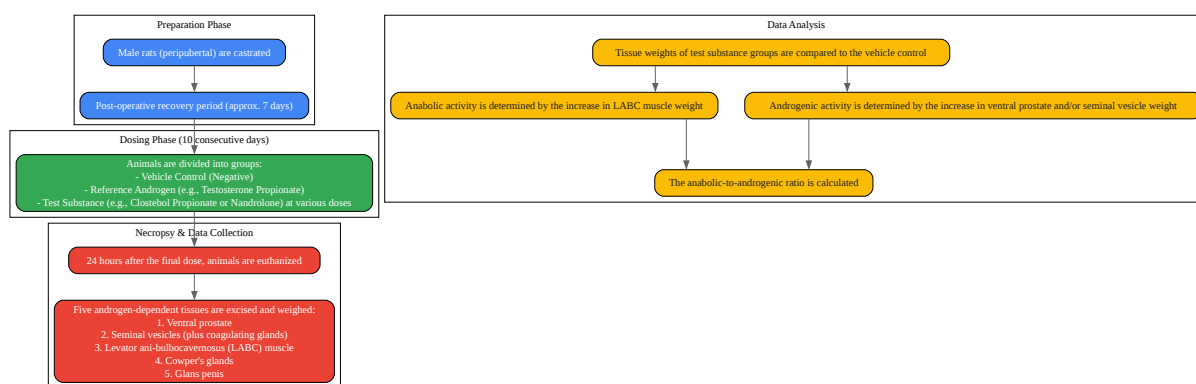 Preparation Phase
Male rats (peripubertal) are castrated
Post-operative recovery period (approx. 7 days)
Dosing Phase (10 consecutive days)
Animals are divided into groups:
- Vehicle Control (Negative)
- Reference Androgen (e.g., Testosterone Propionate)
- Test Substance (e.g., Clostebol Propionate or Nandrolone) at various doses
Necropsy & Data Collection
24 hours after the final dose, animals are euthanized
Five androgen-dependent tissues are excised and weighed:
1. Ventral prostate
2. Seminal vesicles (plus coagulating glands)
3. Levator ani-bulbocavernosus (LABC) muscle
4. Cowper's glands
5. Glans penis
Data Analysis
Tissue weights of test substance groups are compared to the vehicle control
Anabolic activity is determined by the increase in LABC muscle weight
Androgenic activity is determined by the increase in ventral prostate and/or seminal vesicle weight
The anabolic-to-androgenic ratio is calculated